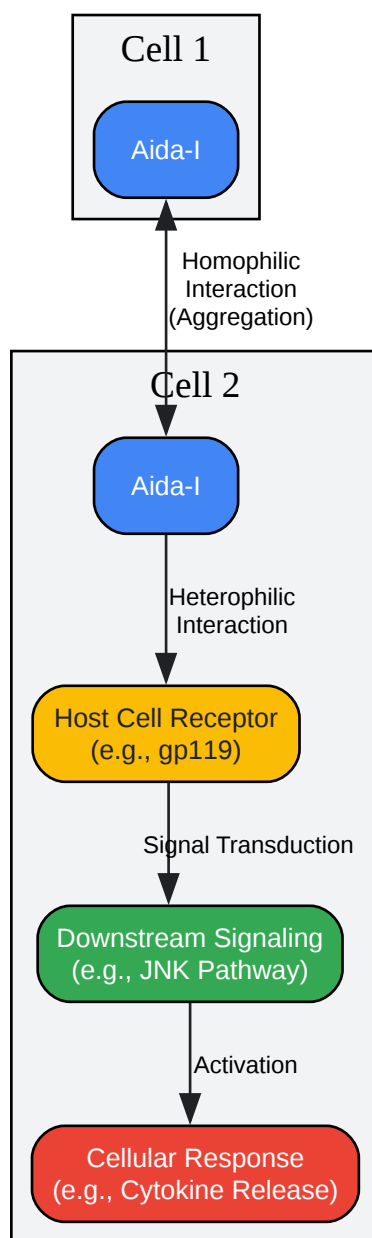 Cell 1
Aida-I
Homophilic
Interaction
(Aggregation)
Cell 2
Aida-I
Heterophilic
Interaction
Host Cell Receptor
(e.g., gp119)
Signal Transduction
Downstream Signaling
(e.g., JNK Pathway)
Activation
Cellular Response
(e.g., Cytokine Release)